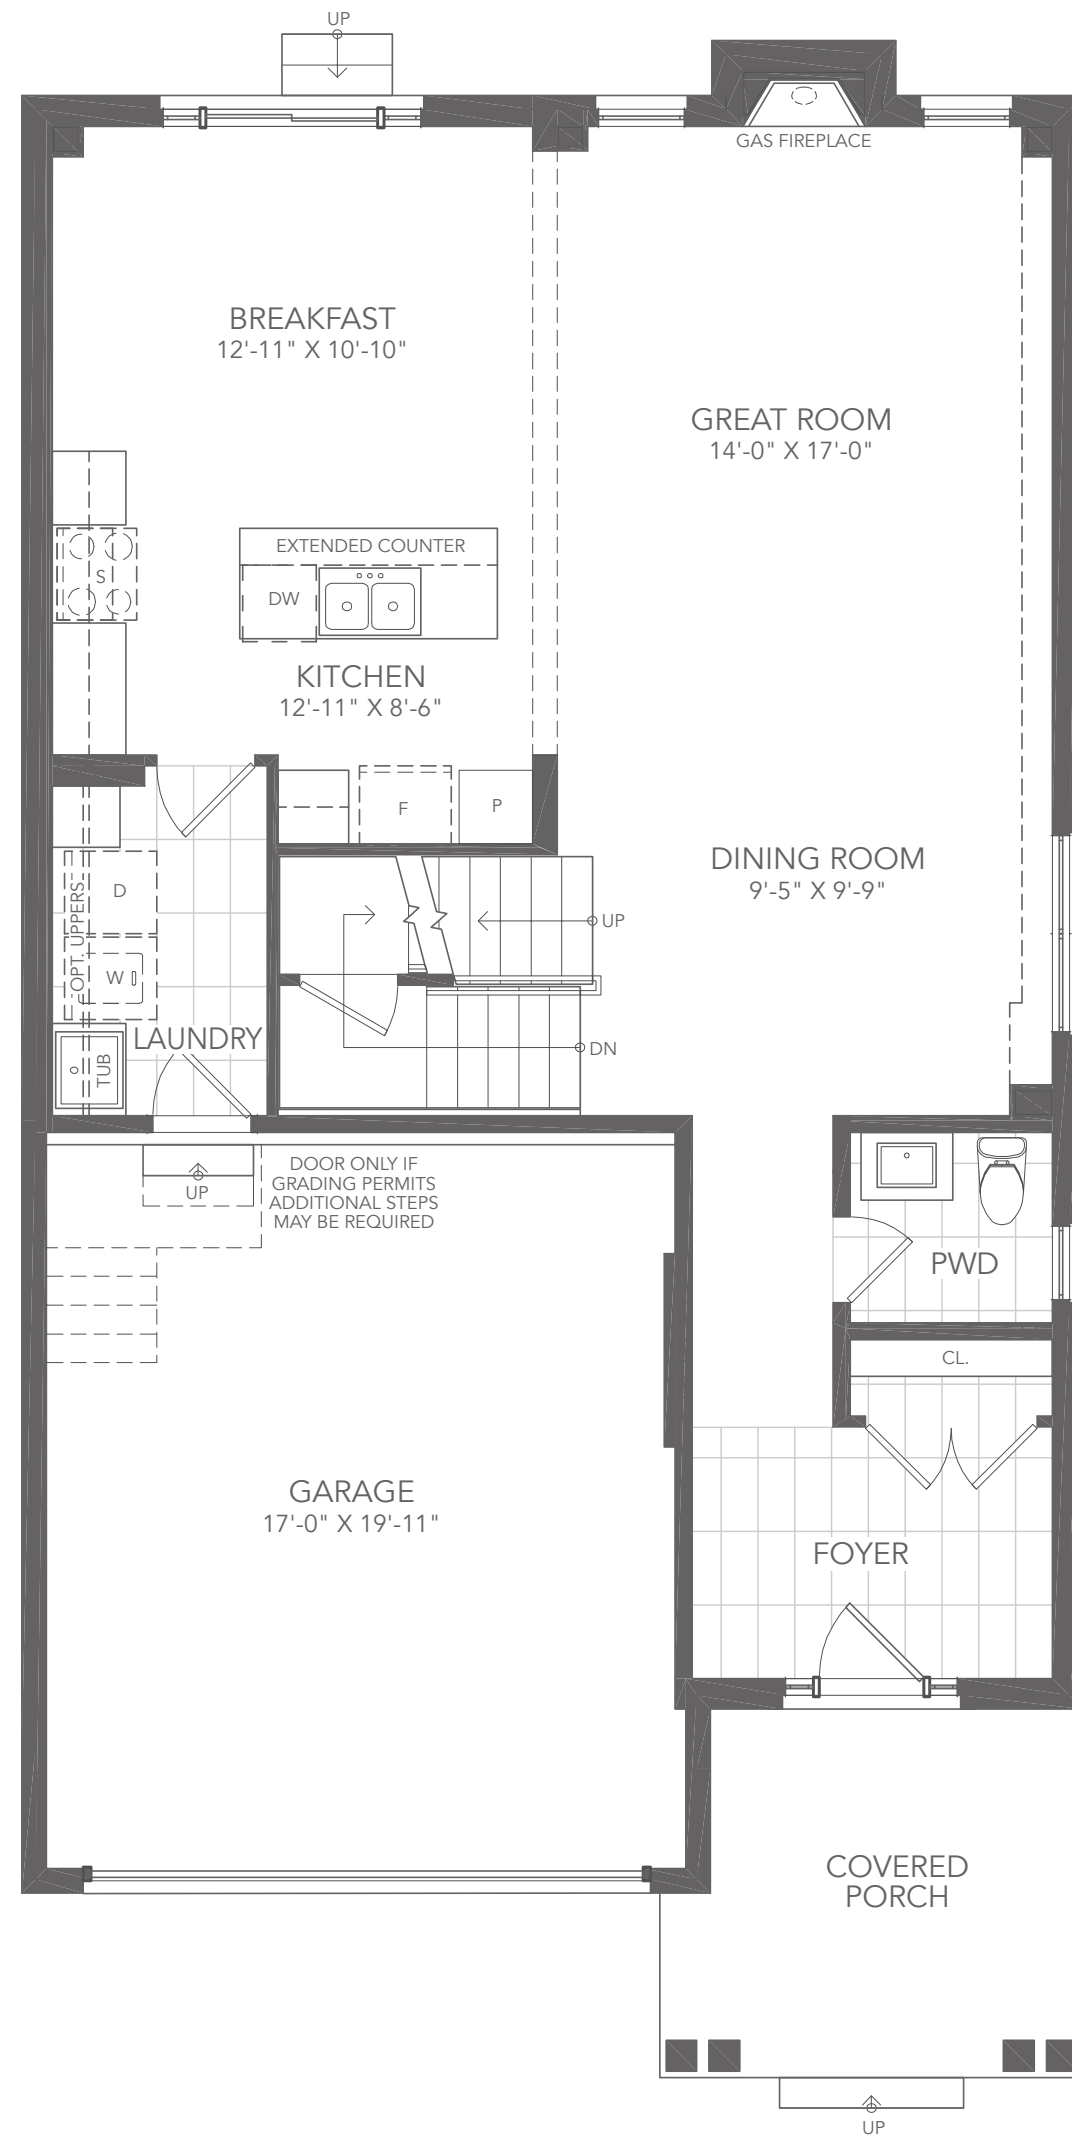 UP
GAS FIREPLACE
BREAKFAST
12'-11" X 10'-10"
GREAT ROOM
14'-0" X 17'-0"
EXTENDED COUNTER
S
DW
KITCHEN
12'-11" X 8'-6"
F
P
DINING ROOM
9'-5" X 9'-9"
D
OPT. UPPERS
UP
W
LAUNDRY
DN
TUB
DOOR ONLY IF
GRADING PERMITS
ADDITIONAL STEPS
MAY BE REQUIRED
UP
PWD
CL.
GARAGE
17'-0" X 19'-11"
FOYER
COVERED
PORCH
UP